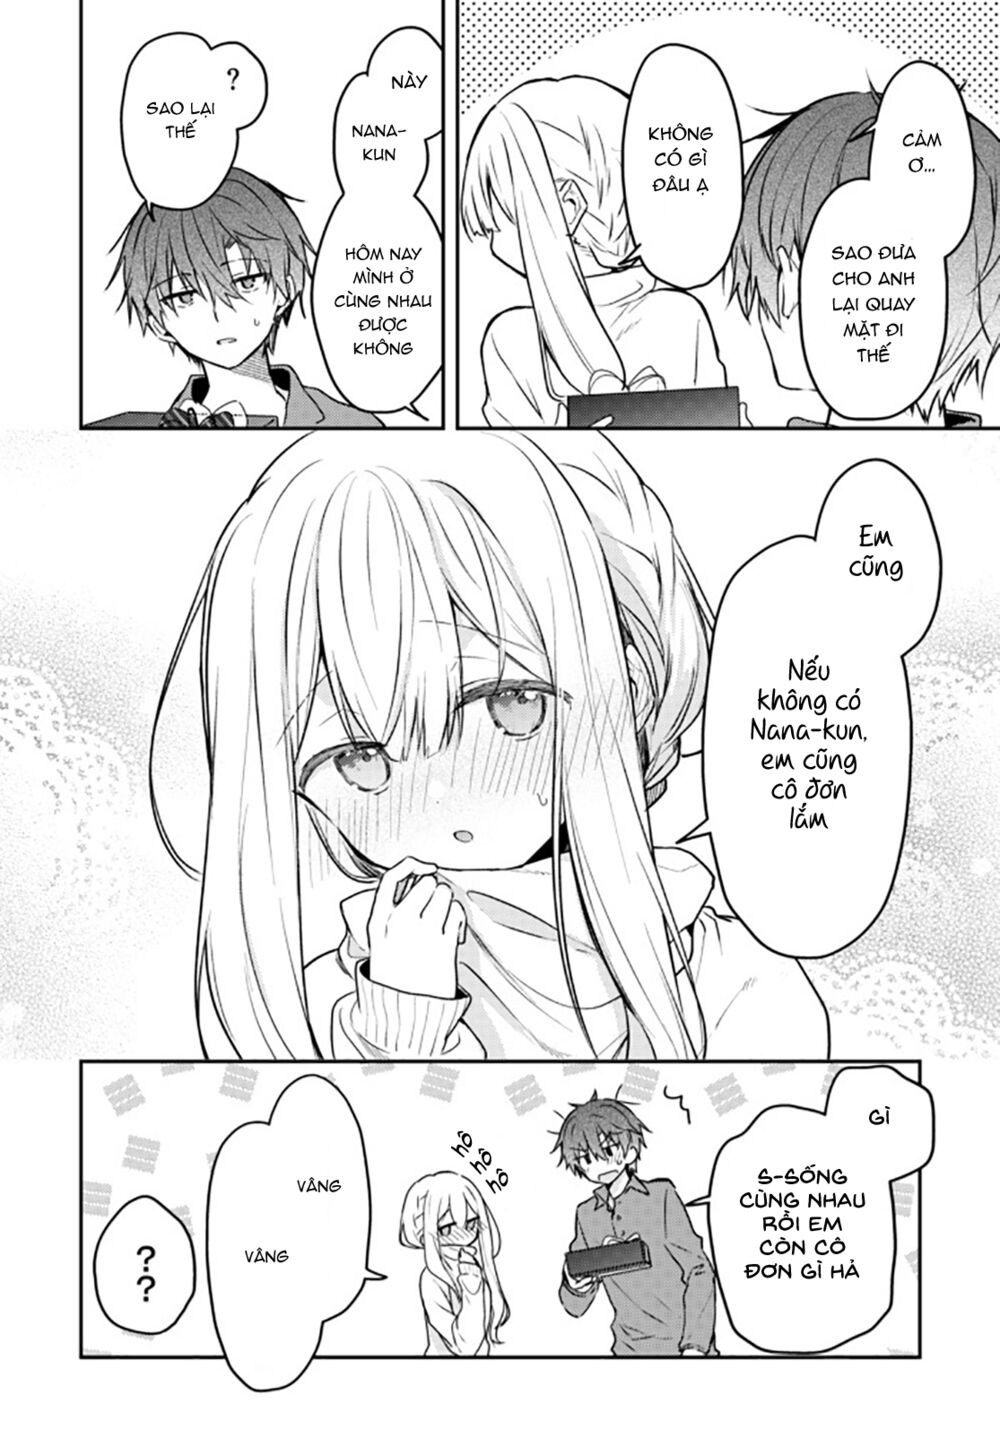 CẢM
Ơ...
SAO ĐƯA
CHO ANH
LẠI QUAY
MẶT ĐI
THẾ
KHÔNG
CÓ GÌ
ĐÂU Ạ
NÀY
NANA-
KUN
HÔM NAY
MÌNH Ở
CÙNG NHAU
ĐƯỢC
KHÔNG
?
SAO LẠI
THẾ
Em
cũng
Nếu
không có
Nana-kun,
em cũng
cô đơn
lắm
GÌ
S-SỐNG
CÙNG NHAU
RỒI EM
CÒN CÔ
ĐƠN GÌ HẢ
hô
hô
hô
VÂNG
VÂNG
?
?